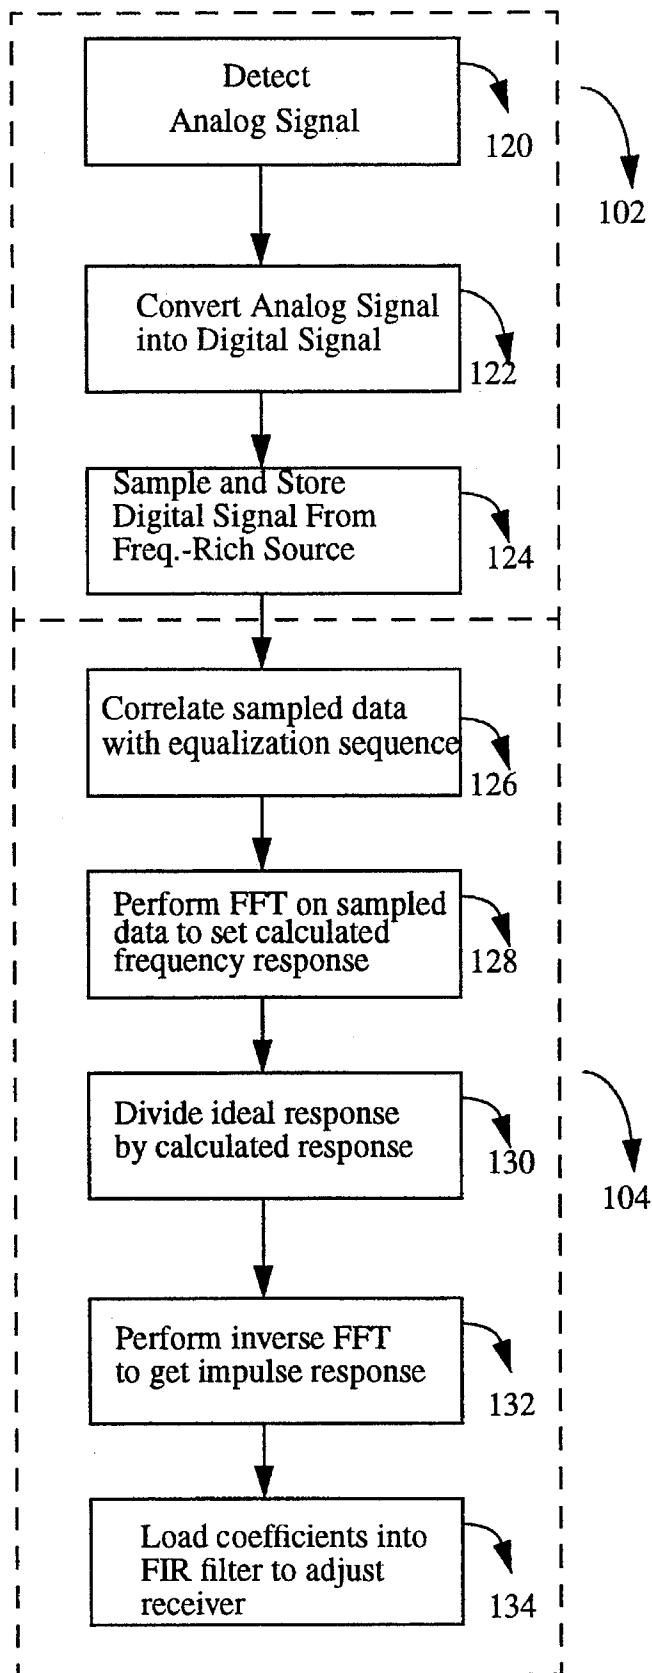 Detect
Analog Signal
120
102
Convert Analog Signal
into Digital Signal
122
Sample and Store
Digital Signal From
Freq.-Rich Source
124
Correlate sampled data
with equalization sequence
126
Perform FFT on sampled
data to set calculated
frequency response
128
Divide ideal response
by calculated response
130
104
Perform inverse FFT
to get impulse response
132
Load coefficients into
FIR filter to adjust
receiver
134